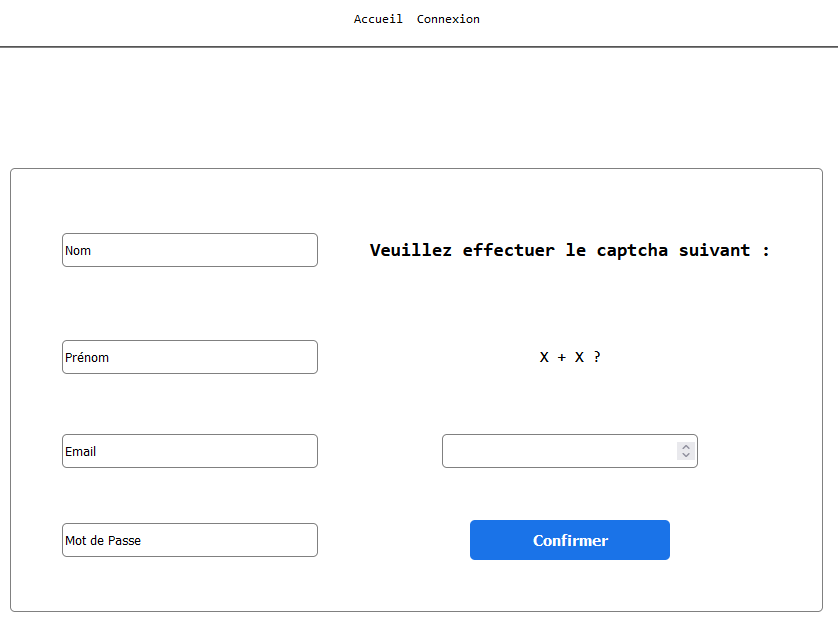 Accueil Connexion
Nom
Veuillez effectuer le captcha suivant :
Prénom
X + X ?
Email
Mot de Passe
Confirmer